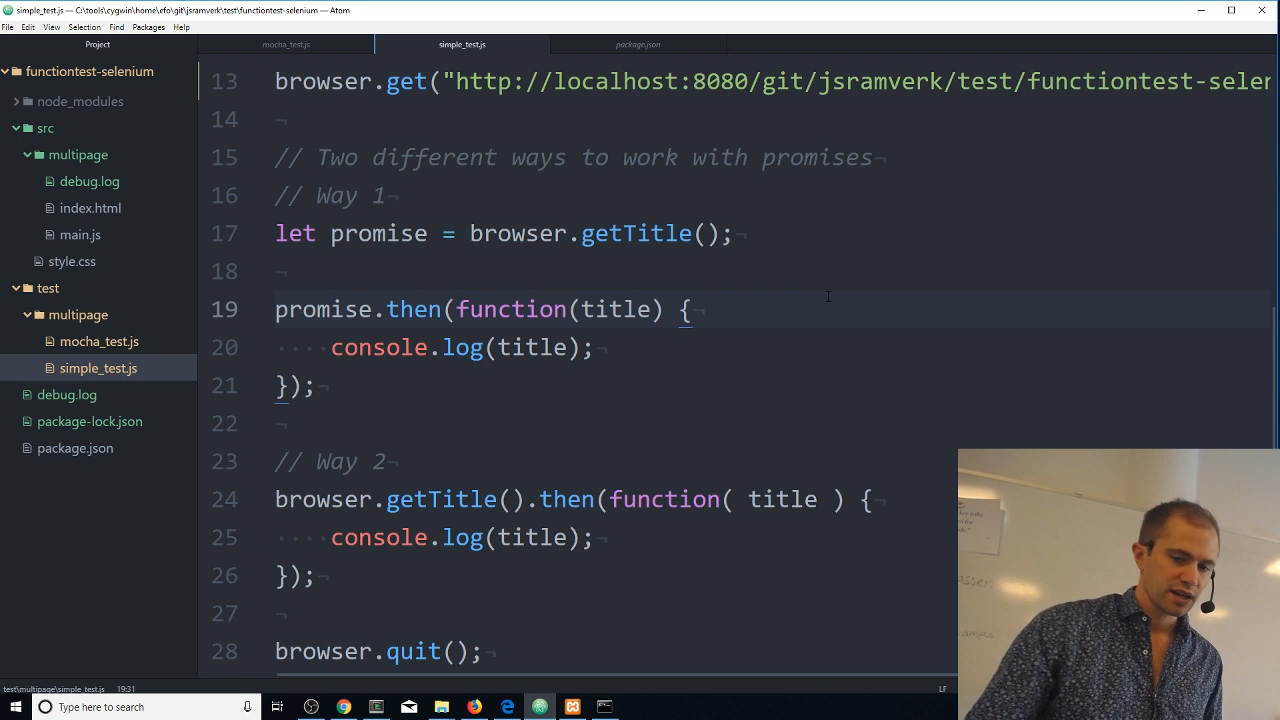 simple_test.js — C:\tools\cygwin\home\efo\git\jsramverk\test\functiontest-selenium — Atom
File Edit View Selection Find Packages Help
Project
mocha_test.js
simple_test.js
package.json
functiontest-selenium
node_modules
src
multipage
debug.log
index.html
main.js
style.css
test
multipage
mocha_test.js
simple_test.js
debug.log
package-lock.json
package.json
13 browser.get("http://localhost:8080/git/jsramverk/test/functiontest-selen
14 ¬
15 // Two different ways to work with promises¬
16 // Way 1¬
17 let promise = browser.getTitle();¬
18 ¬
19 promise.then(function(title) {¬
20 ····console.log(title);¬
21 });¬
22 ¬
23 // Way 2¬
24 browser.getTitle().then(function( title ) {¬
25 ····console.log(title);¬
26 });¬
27 ¬
28 browser.quit();¬
test\multipage\simple_test.js 19:31
LF
Type here to search